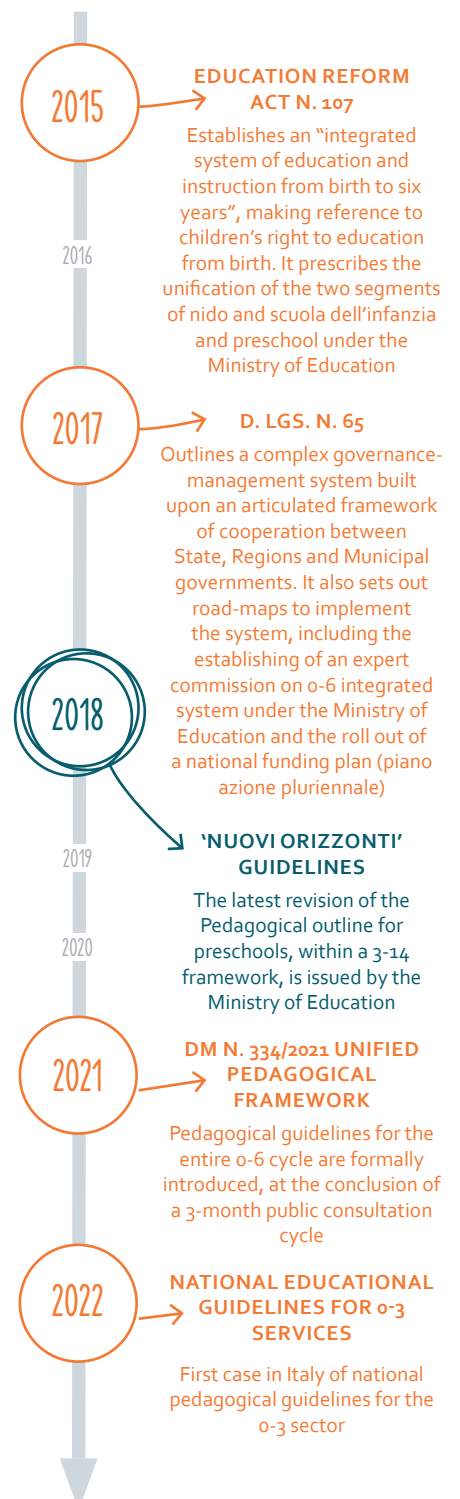 2015
EDUCATION REFORM
ACT N. 107
Establishes an “integrated
system of education and
instruction from birth to six
years”, making reference to
children’s right to education
from birth. It prescribes the
unification of the two segments
of nido and scuola dell’infanzia
and preschool under the
Ministry of Education
2016
2017
D. LGS. N. 65
Outlines a complex governance-
management system built
upon an articulated framework
of cooperation between
State, Regions and Municipal
governments. It also sets out
road-maps to implement
the system, including the
establishing of an expert
commission on 0-6 integrated
system under the Ministry of
Education and the roll out of
a national funding plan (piano
azione pluriennale)
2018
‘NUOVI ORIZZONTI’
GUIDELINES
The latest revision of the
Pedagogical outline for
preschools, within a 3-14
framework, is issued by the
Ministry of Education
2019
2020
2021
DM N. 334/2021 UNIFIED
PEDAGOGICAL
FRAMEWORK
Pedagogical guidelines for the
entire 0-6 cycle are formally
introduced, at the conclusion of
a 3-month public consultation
cycle
2022
NATIONAL EDUCATIONAL
GUIDELINES FOR 0-3
SERVICES
First case in Italy of national
pedagogical guidelines for the
0-3 sector